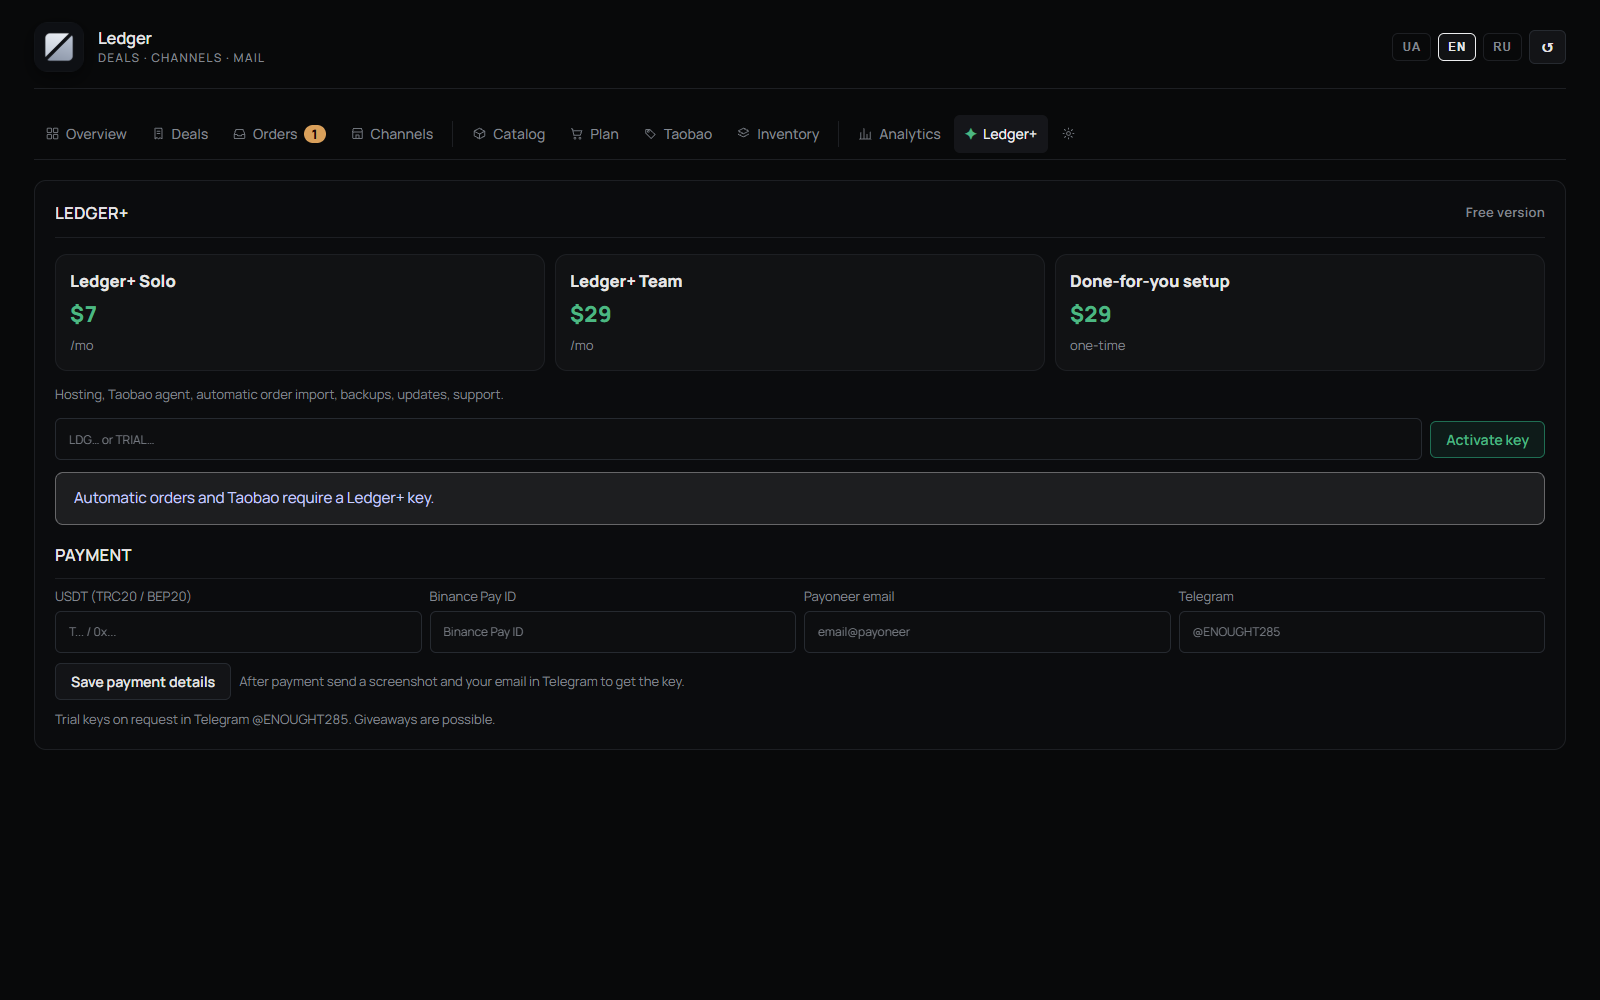 Ledger
DEALS · CHANNELS · MAIL
UA EN RU
Overview Deals Orders 1 Channels Catalog Plan Taobao Inventory Analytics Ledger+
LEDGER+
Free version
Ledger+ Solo
$7
/mo
Ledger+ Team
$29
/mo
Done-for-you setup
$29
one-time
Hosting, Taobao agent, automatic order import, backups, updates, support.
LDG... or TRIAL...
Activate key
Automatic orders and Taobao require a Ledger+ key.
PAYMENT
USDT (TRC20 / BEP20)
T... / 0x...
Binance Pay ID
Binance Pay ID
Payoneer email
email@payoneer
Telegram
@ENOUGHT285
Save payment details
After payment send a screenshot and your email in Telegram to get the key.
Trial keys on request in Telegram @ENOUGHT285. Giveaways are possible.